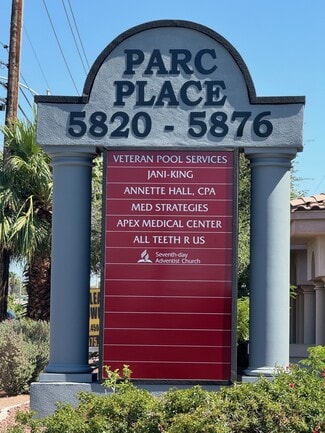 PARC
PLACE
5820 - 5876
VETERAN POOL SERVICES
JANI-KING
ANNETTE HALL, CPA
MED STRATEGIES
APEX MEDICAL CENTER
ALL TEETH R US
Seventh-day
Adventist Church